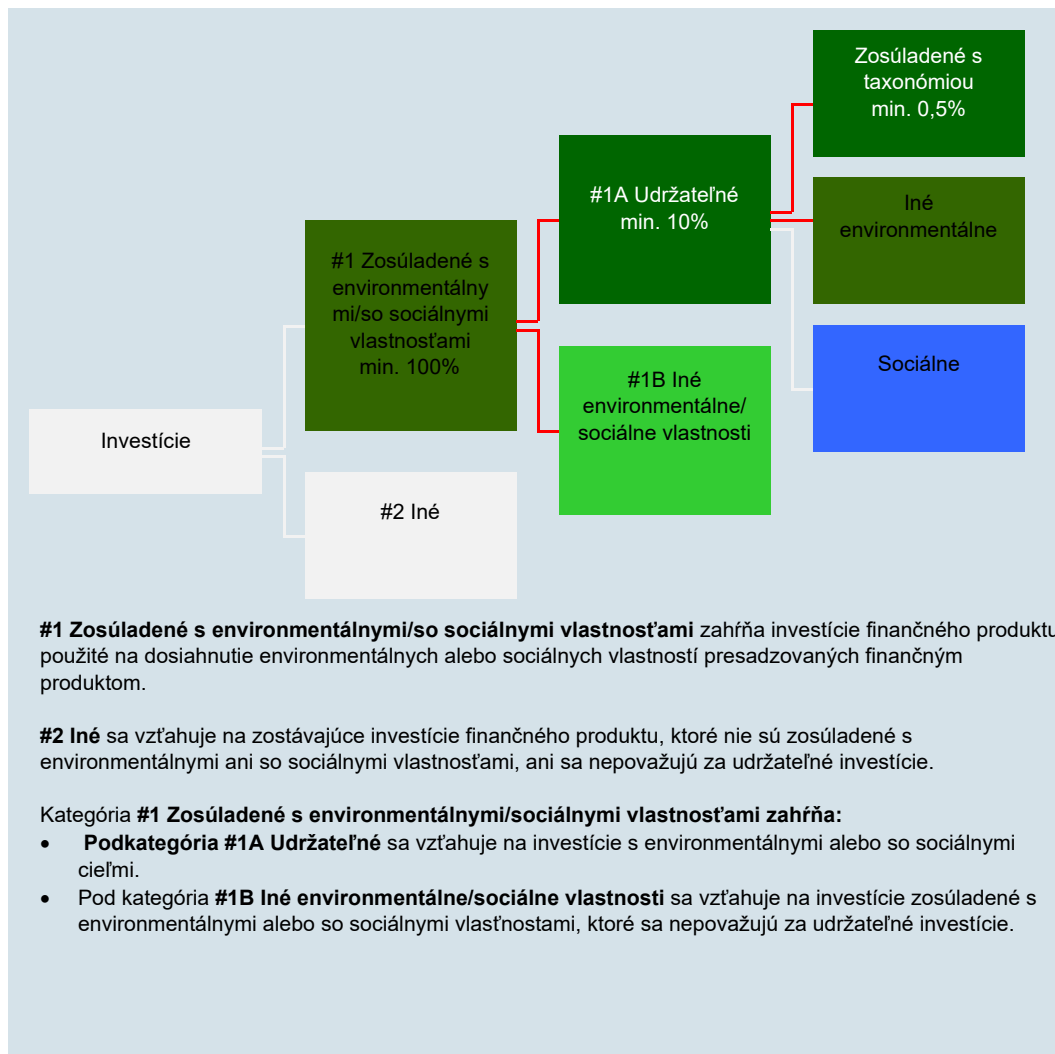 Zosúladené s
taxonómiou
min. 0,5%
#1A Udržateľné
min. 10%
Iné
environmentálne
#1 Zosúladené s
environmentálny
mi/so sociálnymi
vlastnosťami
min. 100%
Sociálne
#1B Iné
environmentálne/
sociálne vlastnosti
Investície
#2 Iné
#1 Zosúladené s environmentálnymi/so sociálnymi vlastnosťami zahŕňa investície finančného produktu
použité na dosiahnutie environmentálnych alebo sociálnych vlastností presadzovaných finančným
produktom.
#2 Iné sa vzťahuje na zostávajúce investície finančného produktu, ktoré nie sú zosúladené s
environmentálnymi ani so sociálnymi vlastnosťami, ani sa nepovažujú za udržateľné investície.
Kategória #1 Zosúladené s environmentálnymi/sociálnymi vlastnosťami zahŕňa:
• Podkategória #1A Udržateľné sa vzťahuje na investície s environmentálnymi alebo so sociálnymi
cieľmi.
• Pod kategória #1B Iné environmentálne/sociálne vlastnosti sa vzťahuje na investície zosúladené s
environmentálnymi alebo so sociálnymi vlasťnostami, ktoré sa nepovažujú za udržateľné investície.